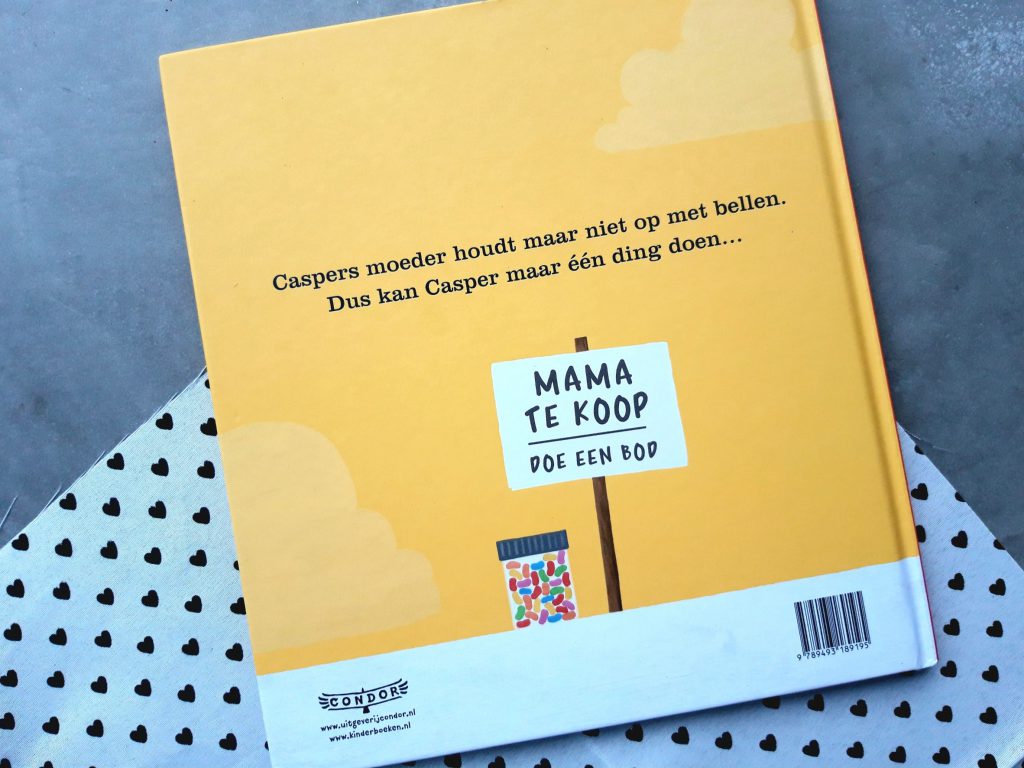 Caspers moeder houdt maar niet op met bellen.
Dus kan Casper maar één ding doen...
MAMA
TE KOOP
DOE EEN BOD
9 789493 189195
CONDOR
www.uitgeverijcondor.nl
www.kinderboeken.nl